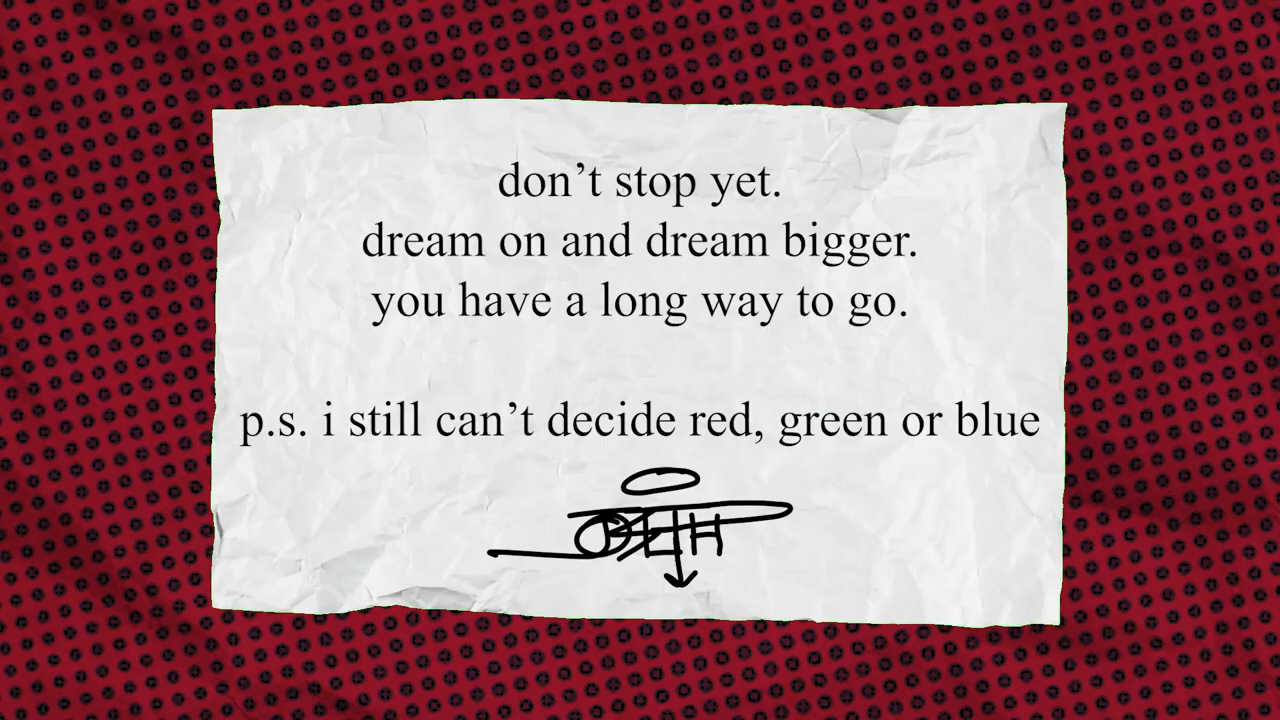 don’t stop yet.
dream on and dream bigger.
you have a long way to go.
p.s. i still can’t decide red, green or blue